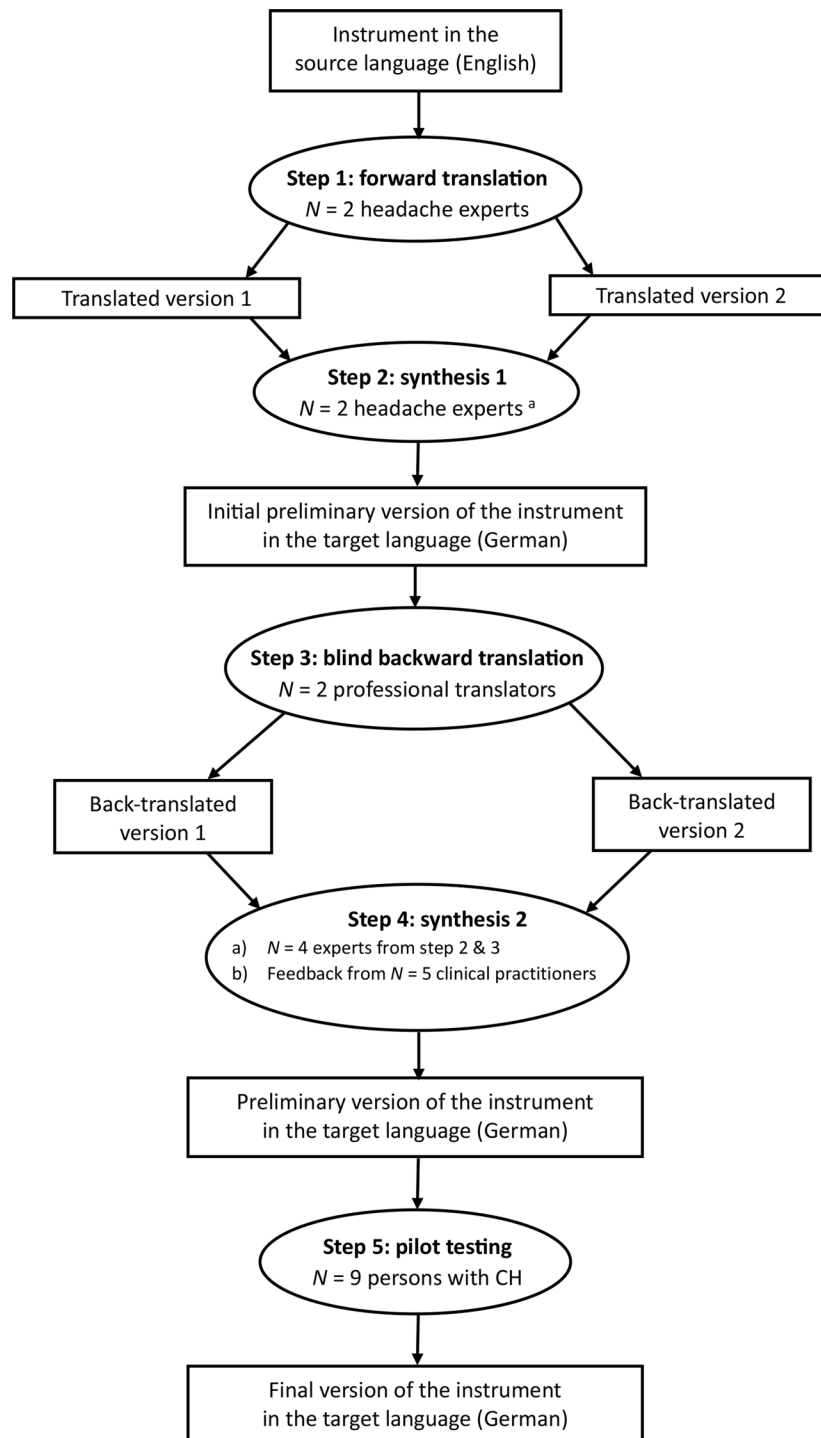 Instrument in the
source language (English)
Step 1: forward translation
N = 2 headache experts
Translated version 1
Translated version 2
Step 2: synthesis 1
N = 2 headache experts a
Initial preliminary version of the instrument
in the target language (German)
Step 3: blind backward translation
N = 2 professional translators
Back-translated
version 1
Back-translated
version 2
Step 4: synthesis 2
a) N = 4 experts from step 2 & 3
b) Feedback from N = 5 clinical practitioners
Preliminary version of the instrument
in the target language (German)
Step 5: pilot testing
N = 9 persons with CH
Final version of the instrument
in the target language (German)